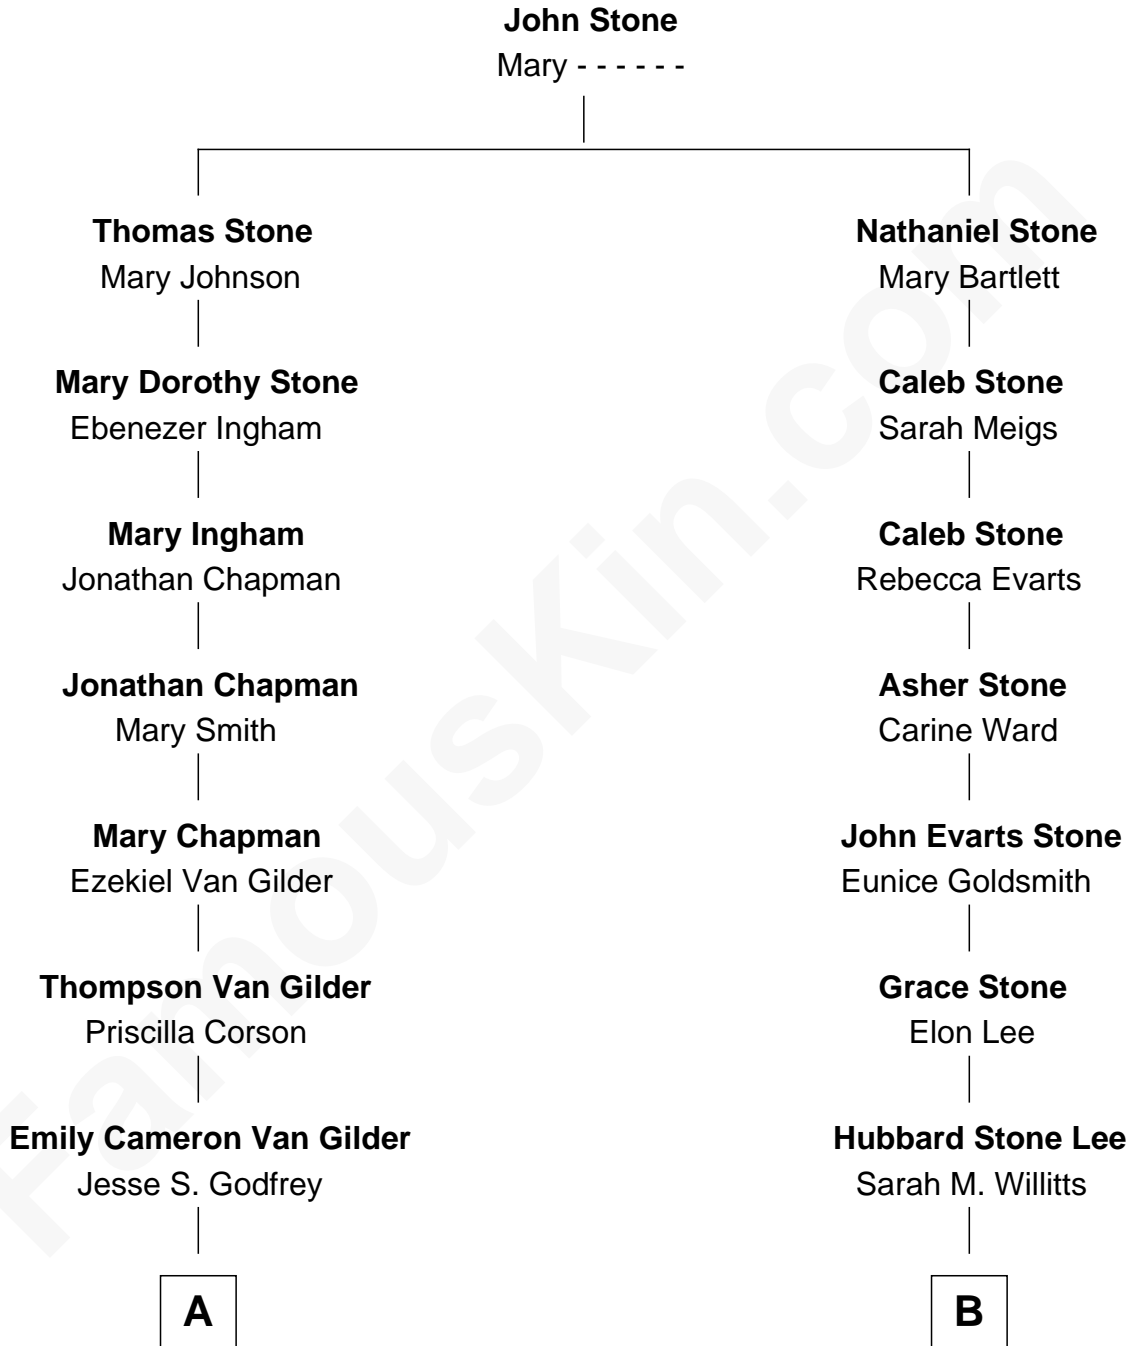 John Stone
Mary - - - - - -
Thomas Stone
Mary Johnson
Nathaniel Stone
Mary Bartlett
Mary Dorothy Stone
Ebenezer Ingham
Caleb Stone
Sarah Meigs
Mary Ingham
Jonathan Chapman
Caleb Stone
Rebecca Evarts
Jonathan Chapman
Mary Smith
Asher Stone
Carine Ward
Mary Chapman
Ezekiel Van Gilder
John Evarts Stone
Eunice Goldsmith
Thompson Van Gilder
Priscilla Corson
Grace Stone
Elon Lee
Emily Cameron Van Gilder
Jesse S. Godfrey
Hubbard Stone Lee
Sarah M. Willitts
A
B
FamousKin.com